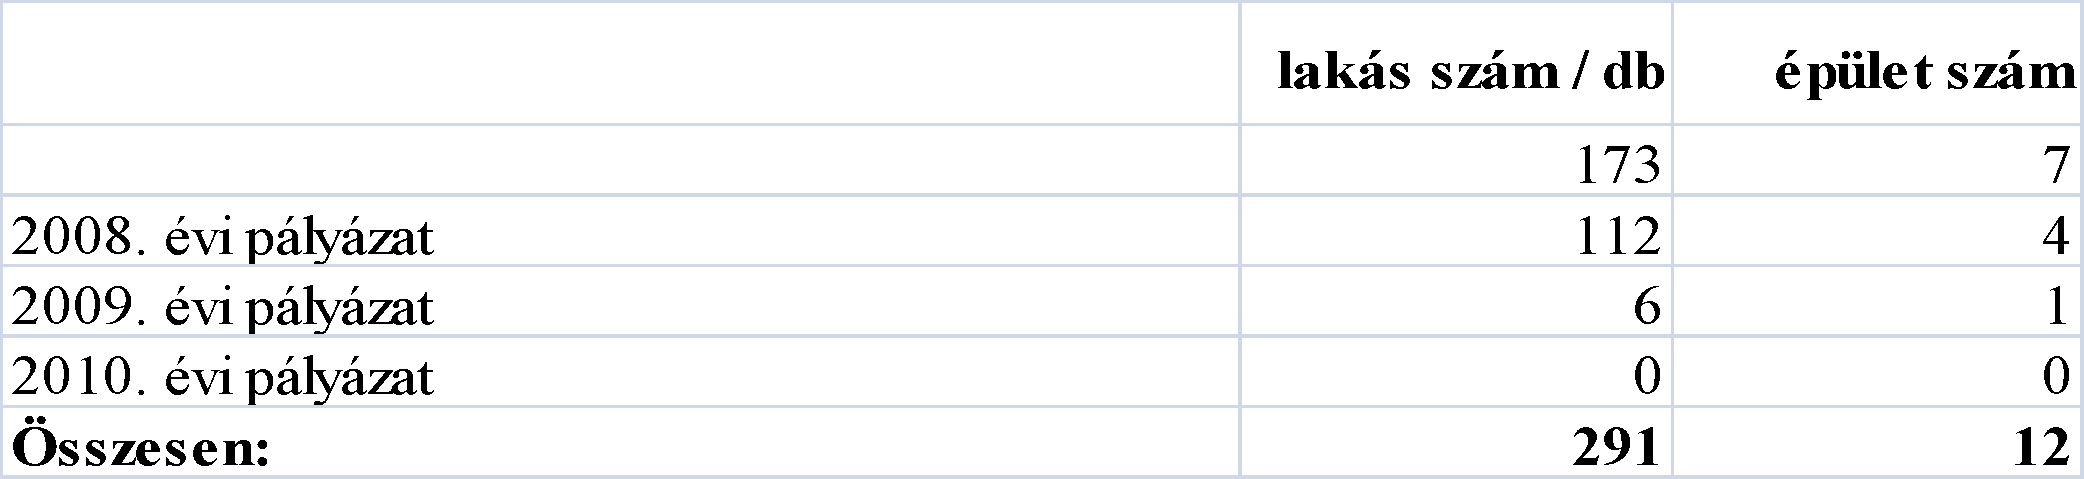 lakás szám / db épület szám
173 7
2008. évi pályázat 112 4
2009. évi pályázat 6 1
2010. évi pályázat 0 0
Összesen: 291 12